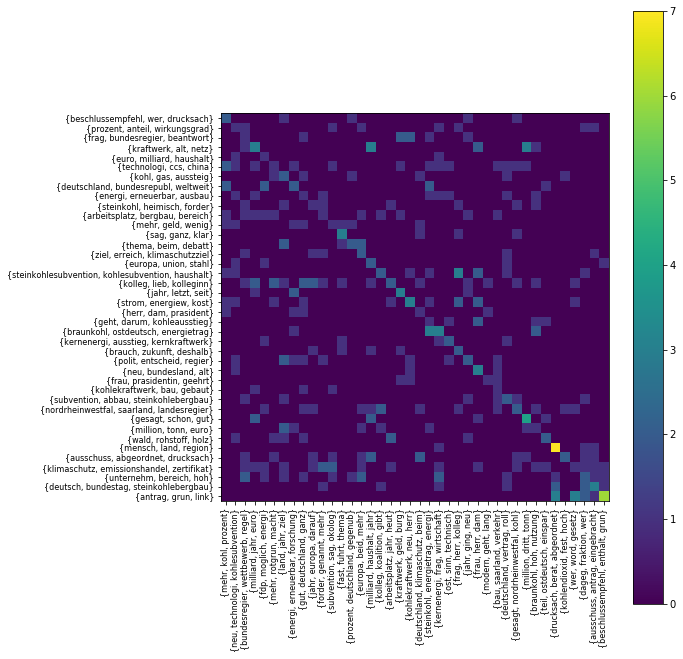 {beschlussempfehl, wer, drucksach}
{prozent, anteil, wirkungsgrad}
{frag, bundesregier, beantwort}
{kraftwerk, alt, netz}
{euro, milliard, haushalt}
{technologi, ccs, china}
{kohl, gas, aussteig}
{deutschland, bundesrepubl, weltweit}
{energi, erneuerbar, ausbau}
{steinkohl, heimisch, forder}
{arbeitsplatz, bergbau, bereich}
{mehr, geld, wenig}
{sag, ganz, klar}
{thema, beim, debatt}
{ziel, erreich, klimaschutzziel}
{europa, union, stahl}
{steinkohlesubvention, kohlesubvention, haushalt}
{kolleg, lieb, kolleginn}
{jahr, letzt, seit}
{strom, energiew, kost}
{herr, dam, prasident}
{geht, darum, kohleausstieg}
{braunkohl, ostdeutsch, energietrag}
{kernenergi, ausstieg, kernkraftwerk}
{brauch, zukunft, deshalb}
{polit, entscheid, regier}
{neu, bundesland, alt}
{frau, prasidentin, geehrt}
{kohlekraftwerk, bau, gebaut}
{subvention, abbau, steinkohlebergbau}
{nordrheinwestfal, saarland, landesregier}
{gesagt, schon, gut}
{million, tonn, euro}
{wald, rohstoff, holz}
{mensch, land, region}
{ausschuss, abgeordnet, drucksach}
{klimaschutz, emissionshandel, zertifikat}
{unternehm, bereich, hoh}
{deutsch, bundestag, steinkohlebergbau}
{antrag, grun, link}
{mehr, kohl, prozent}
{neu, technologi, kohlesubvention}
{bundesregier, wettbewerb, regel}
{milliard, jahr, euro}
{fdp, moglich, energi}
{mehr, rotgrun, macht}
{land, jahr, ziel}
{energi, erneuerbar, forschung}
{gut, deutschland, ganz}
{jahr, europa, darauf}
{forder, genannt, mehr}
{subvention, sag, okolog}
{fast, fuhrt, thema}
{prozent, deutschland, gegenub}
{europa, beid, mehr}
{milliard, haushalt, jahr}
{kolleg, koalition, gibt}
{arbeitsplatz, jahr, heut}
{kraftwerk, geld, burg}
{kohlekraftwerk, neu, herr}
{deutschland, klimaschutz, beim}
{steinkohl, energietrag, energi}
{kernenergi, frag, wirtschaft}
{ost, sinn, technisch}
{frag, herr, kolleg}
{jahr, ging, neu}
{frau, herr, dam}
{modern, geht, lang}
{bau, saarland, verkehr}
{deutschland, vertrag, roll}
{gesagt, nordrheinwestfal, kohl}
{million, dritt, tonn}
{braunkohl, hoh, nutzung}
{teil, ostdeutsch, einspar}
{drucksach, berat, abgeordnet}
{kohlendioxid, fest, hoch}
{wer, word, gesetz}
{dageg, fraktion, wer}
{ausschuss, antrag, eingebracht}
{beschlussempfehl, enthalt, grun}
7
6
5
4
3
2
1
0